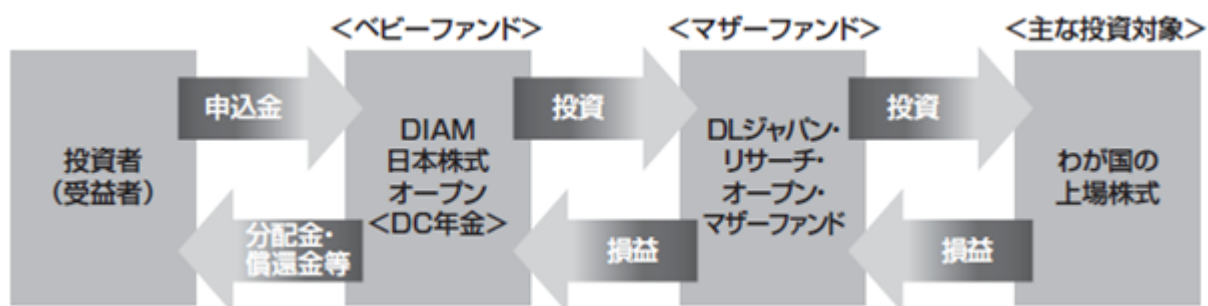 <ベビーファンド>
<マザーファンド>
<主な投資対象>
申込金
投資
投資
投資者
(受益者)
DIAM
日本株式
オープン
<DC年金>
DLジャパン・
リサーチ・
オープン・
マザーファンド
わが国の
上場株式
分配金・
償還金等
損益
損益